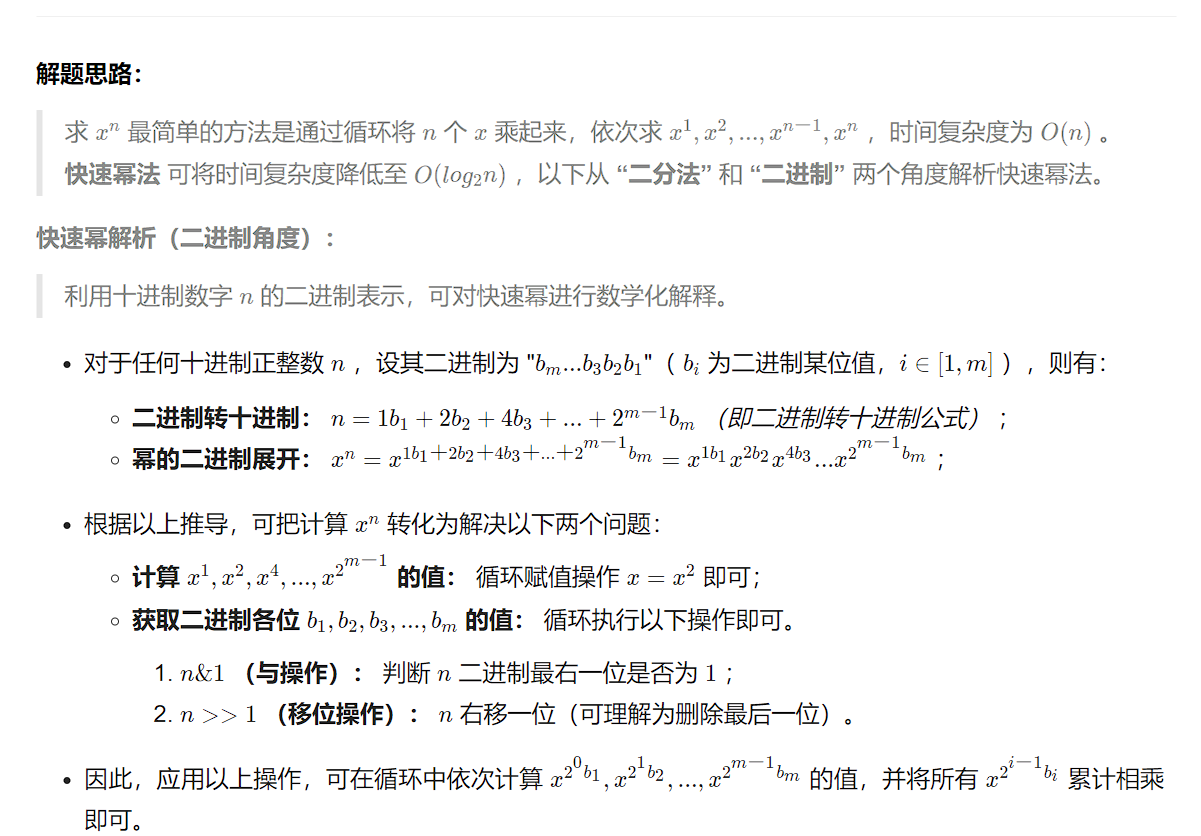 解题思路：
求 xⁿ 最简单的方法是通过循环将 n 个 x 乘起来，依次求 x¹, x², ..., xⁿ⁻¹, xⁿ ，时间复杂度为 O(n) 。
快速幂法 可将时间复杂度降低至 O(log₂n) ，以下从 “二分法” 和 “二进制” 两个角度解析快速幂法。
快速幂解析（二进制角度）：
利用十进制数字 n 的二进制表示，可对快速幂进行数学化解释。
• 对于任何十进制正整数 n ，设其二进制为 "b_m...b_3b_2b_1"（ b_i 为二进制某位值，i ∈ [1, m] ），则有：
◦ 二进制转十进制： n = 1b_1 + 2b_2 + 4b_3 + ... + 2^{m−1}b_m （即二进制转十进制公式） ；
◦ 幂的二进制展开： x^n = x^{1b_1+2b_2+4b_3+...+2^{m−1}b_m} = x^{1b_1}x^{2b_2}x^{4b_3}...x^{2^{m−1}b_m} ；
• 根据以上推导，可把计算 x^n 转化为解决以下两个问题：
◦ 计算 x^1, x^2, x^4, ..., x^{2^{m−1}} 的值： 循环赋值操作 x = x^2 即可；
◦ 获取二进制各位 b_1, b_2, b_3, ..., b_m 的值： 循环执行以下操作即可。
1. n&1 （与操作）： 判断 n 二进制最右一位是否为 1 ；
2. n >> 1 （移位操作）： n 右移一位（可理解为删除最后一位）。
• 因此，应用以上操作，可在循环中依次计算 x^{2^0b_1}, x^{2^1b_2}, ..., x^{2^{m−1}b_m} 的值，并将所有 x^{2^{i−1}b_i} 累计相乘
即可。